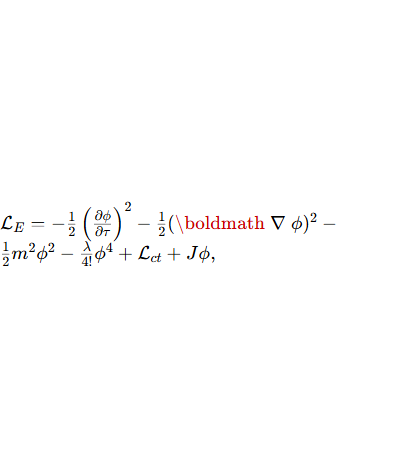 ℒ_E = −½ (∂ϕ/∂τ)² − ½(\boldmath ∇ ϕ)² −
½m²ϕ² − λ/4! ϕ⁴ + ℒ_ct + Jϕ,